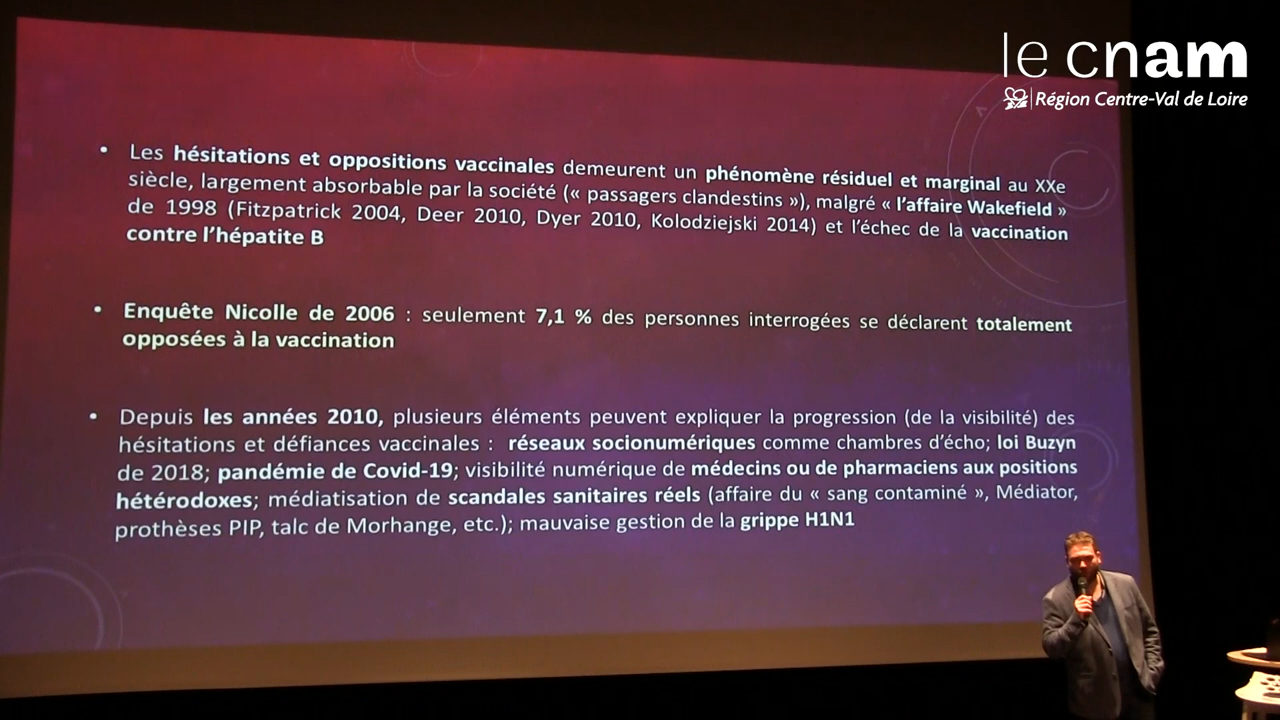 le cnam
Région Centre-Val de Loire
• Les hésitations et oppositions vaccinales demeurent un phénomène résiduel et marginal au XXe
siècle, largement absorbable par la société (« passagers clandestins »), malgré « l'affaire Wakefield »
de 1998 (Fitzpatrick 2004, Deer 2010, Dyer 2010, Kolodziejski 2014) et l'échec de la vaccination
contre l'hépatite B
• Enquête Nicolle de 2006 : seulement 7,1 % des personnes interrogées se déclarent totalement
opposées à la vaccination
• Depuis les années 2010, plusieurs éléments peuvent expliquer la progression (de la visibilité) des
hésitations et défiances vaccinales : réseaux socionumériques comme chambres d'écho; loi Buzyn
de 2018; pandémie de Covid-19; visibilité numérique de médecins ou de pharmaciens aux positions
hétérodoxes; médiatisation de scandales sanitaires réels (affaire du « sang contaminé », Médiator,
prothèses PIP, talc de Morhange, etc.); mauvaise gestion de la grippe H1N1